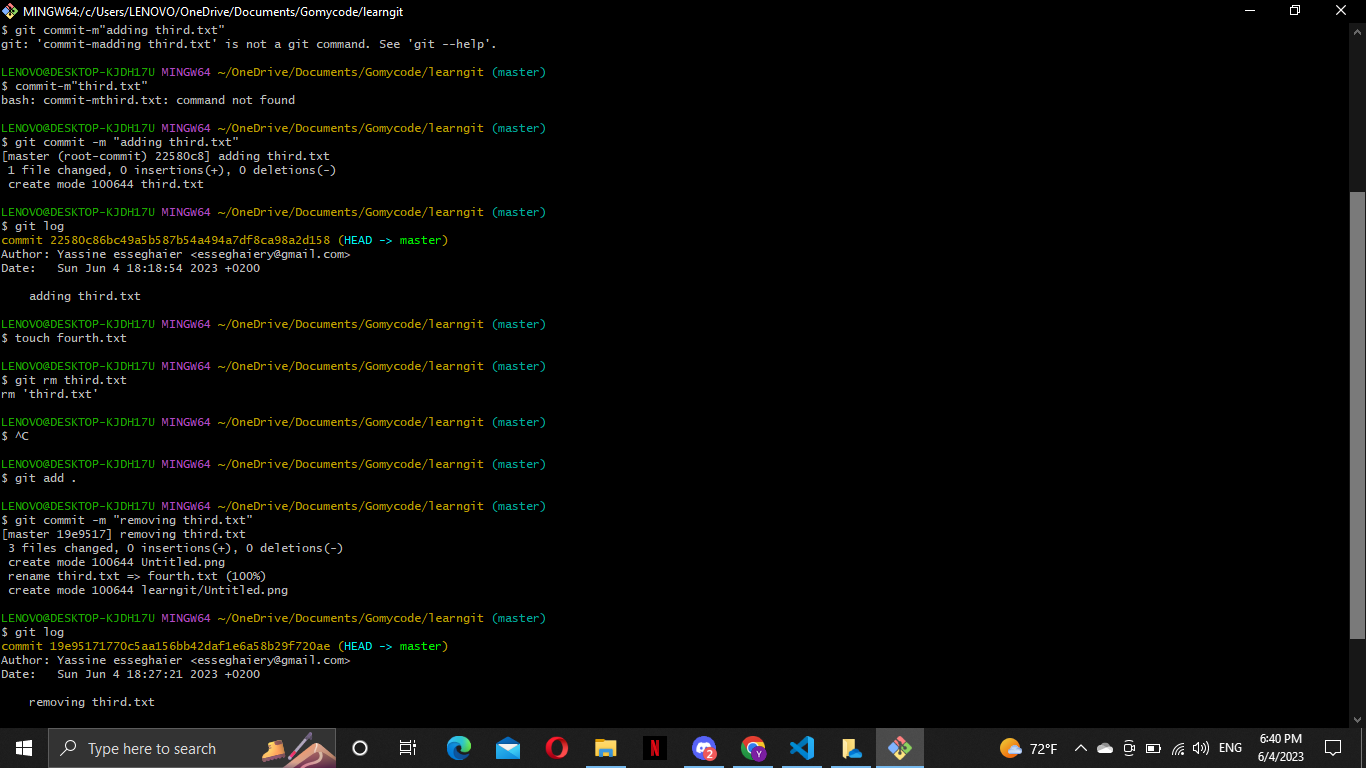 MINGW64:/c/Users/LENOVO/OneDrive/Documents/Gomycode/learngit
$ git commit-m"adding third.txt"
git: 'commit-madding third.txt' is not a git command. See 'git --help'.
LENOVO@DESKTOP-KJDH17U MINGW64 ~/OneDrive/Documents/Gomycode/learngit (master)
$ commit-m"third.txt"
bash: commit-mthird.txt: command not found
LENOVO@DESKTOP-KJDH17U MINGW64 ~/OneDrive/Documents/Gomycode/learngit (master)
$ git commit -m "adding third.txt"
[master (root-commit) 22580c8] adding third.txt
1 file changed, 0 insertions(+), 0 deletions(-)
create mode 100644 third.txt
LENOVO@DESKTOP-KJDH17U MINGW64 ~/OneDrive/Documents/Gomycode/learngit (master)
$ git log
commit 22580c86bc49a5b587b54a494a7df8ca98a2d158 (HEAD -> master)
Author: Yassine esseghaier <esseghaiery@gmail.com>
Date:   Sun Jun 4 18:18:54 2023 +0200
adding third.txt
LENOVO@DESKTOP-KJDH17U MINGW64 ~/OneDrive/Documents/Gomycode/learngit (master)
$ touch fourth.txt
LENOVO@DESKTOP-KJDH17U MINGW64 ~/OneDrive/Documents/Gomycode/learngit (master)
$ git rm third.txt
rm 'third.txt'
LENOVO@DESKTOP-KJDH17U MINGW64 ~/OneDrive/Documents/Gomycode/learngit (master)
$ ^C
LENOVO@DESKTOP-KJDH17U MINGW64 ~/OneDrive/Documents/Gomycode/learngit (master)
$ git add .
LENOVO@DESKTOP-KJDH17U MINGW64 ~/OneDrive/Documents/Gomycode/learngit (master)
$ git commit -m "removing third.txt"
[master 19e9517] removing third.txt
3 files changed, 0 insertions(+), 0 deletions(-)
create mode 100644 Untitled.png
rename third.txt => fourth.txt (100%)
create mode 100644 learngit/Untitled.png
LENOVO@DESKTOP-KJDH17U MINGW64 ~/OneDrive/Documents/Gomycode/learngit (master)
$ git log
commit 19e95171770c5aa156bb42daf1e6a58b29f720ae (HEAD -> master)
Author: Yassine esseghaier <esseghaiery@gmail.com>
Date:   Sun Jun 4 18:27:21 2023 +0200
removing third.txt
Type here to search
N
2
Y
72°F
ENG
6:40 PM
6/4/2023